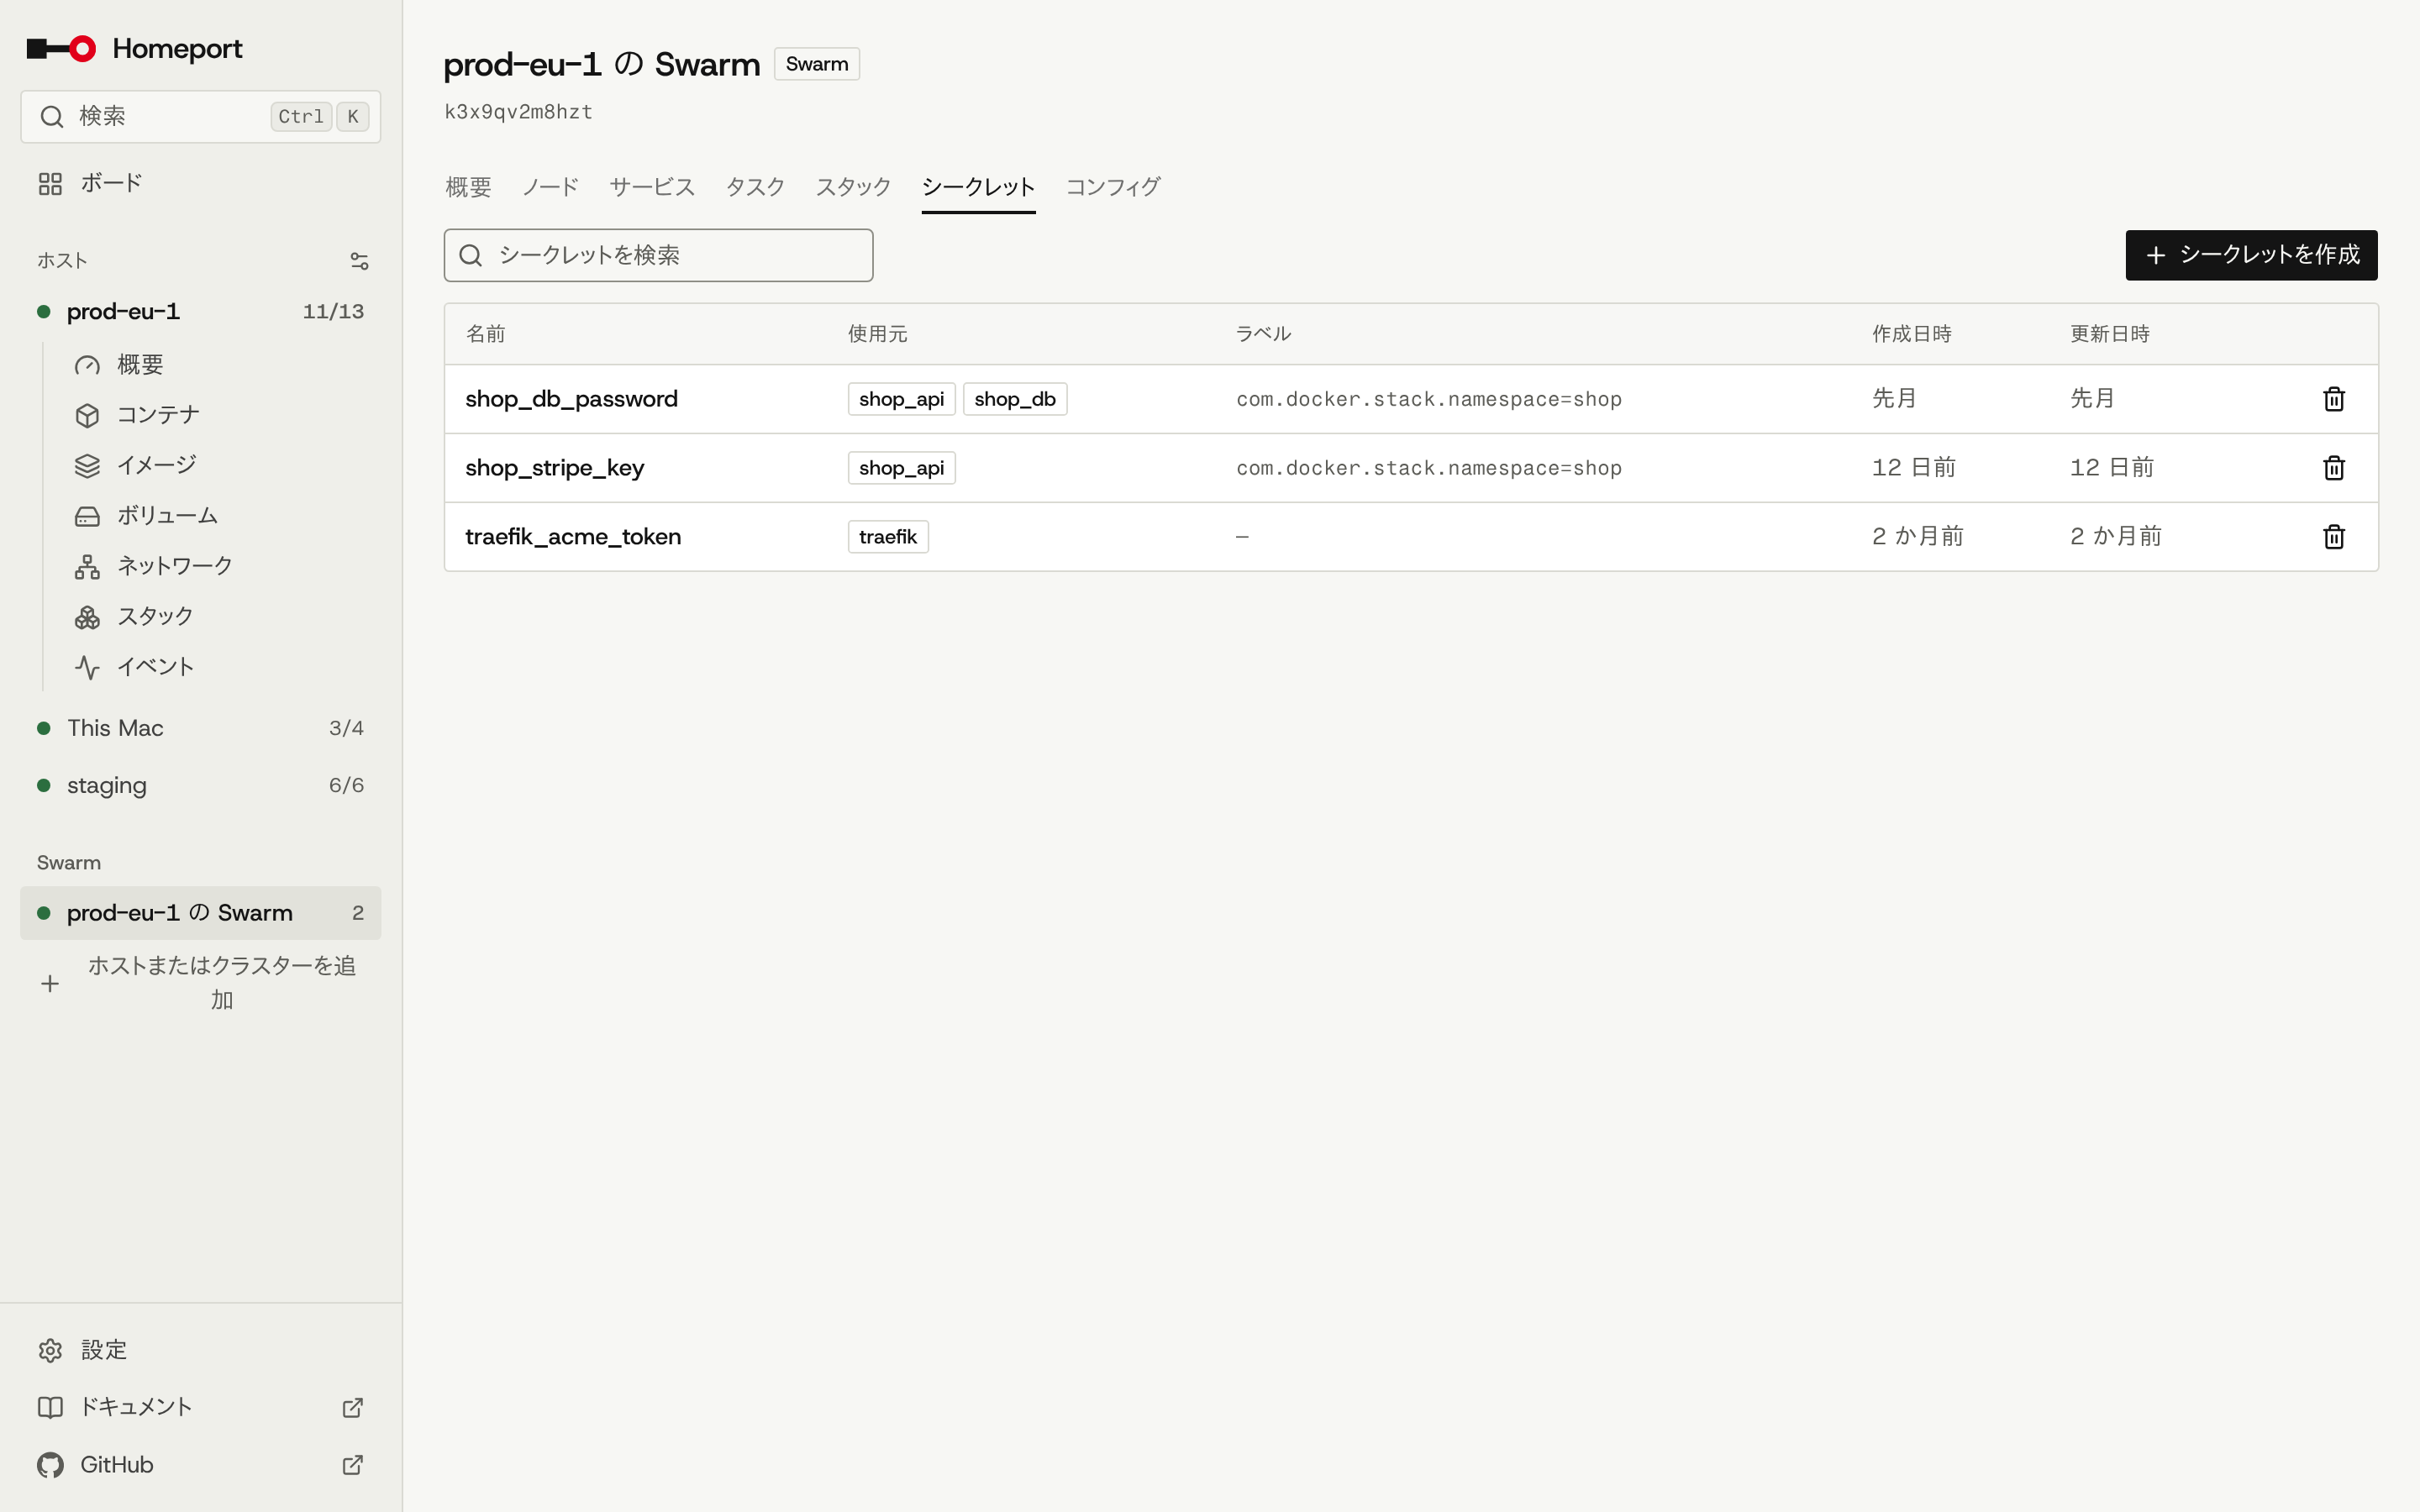 Homeport
検索 Ctrl K
ボード
ホスト
prod-eu-1 11/13
概要
コンテナ
イメージ
ボリューム
ネットワーク
スタック
イベント
This Mac 3/4
staging 6/6
Swarm
prod-eu-1 の Swarm 2
ホストまたはクラスターを追
加
設定
ドキュメント
GitHub
prod-eu-1 の Swarm Swarm
k3x9qv2m8hzt
概要 ノード サービス タスク スタック シークレット コンフィグ
シークレットを検索 シークレットを作成
名前 使用元 ラベル 作成日時 更新日時
shop_db_password shop_api shop_db com.docker.stack.namespace=shop 先月 先月
shop_stripe_key shop_api com.docker.stack.namespace=shop 12 日前 12 日前
traefik_acme_token traefik – 2 か月前 2 か月前